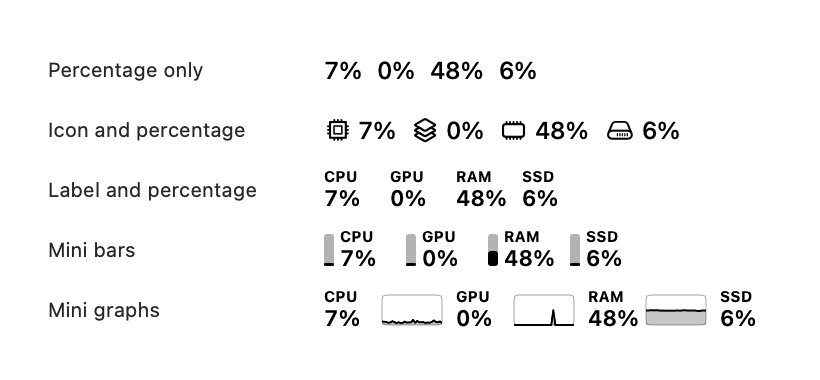 Percentage only 7% 0% 48% 6%
Icon and percentage 7% 0% 48% 6%
Label and percentage CPU GPU RAM SSD
7% 0% 48% 6%
Mini bars CPU GPU RAM SSD
7% 0% 48% 6%
Mini graphs CPU GPU RAM SSD
7% 0% 48% 6%